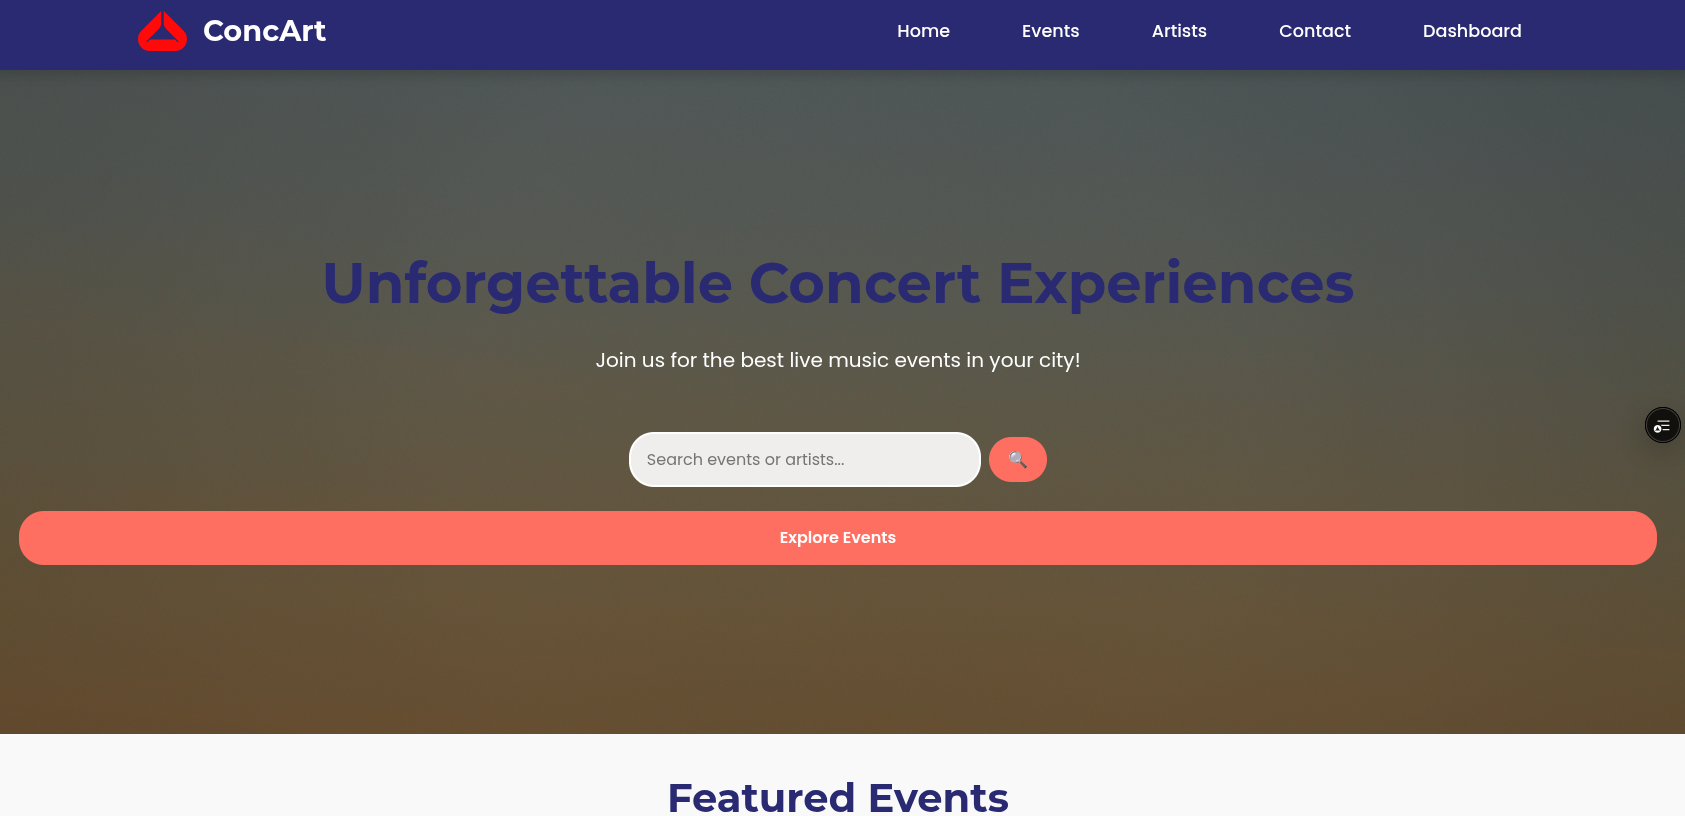 ConcArt
Home Events Artists Contact Dashboard
Unforgettable Concert Experiences
Join us for the best live music events in your city!
Search events or artists...
Explore Events
Featured Events